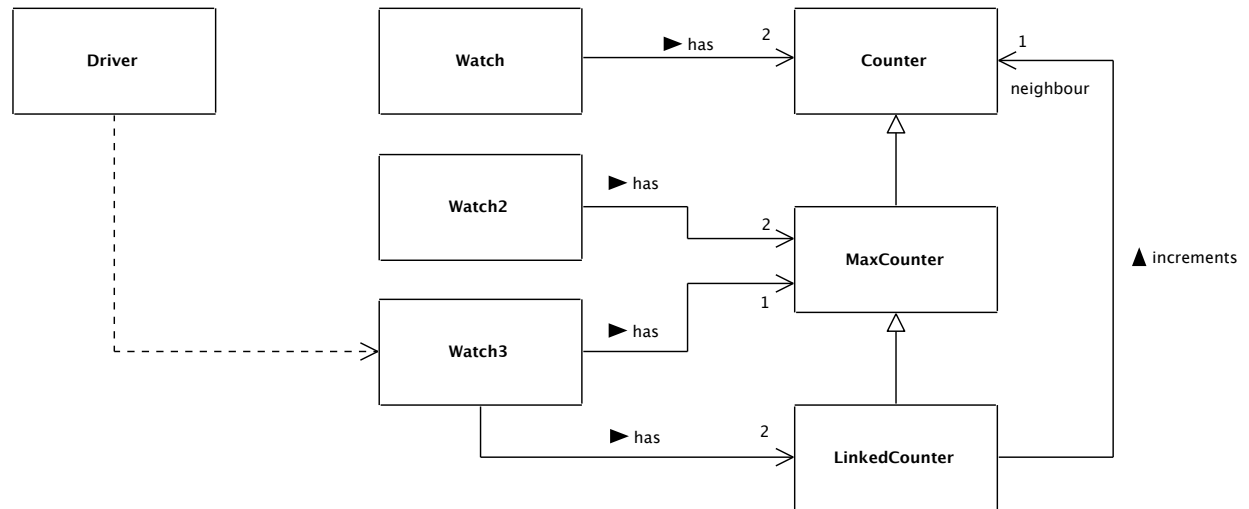 Driver
Watch
▶ has
2
Counter
1
neighbour
Watch2
▶ has
2
MaxCounter
▲ increments
1
Watch3
▶ has
▶ has
2
LinkedCounter